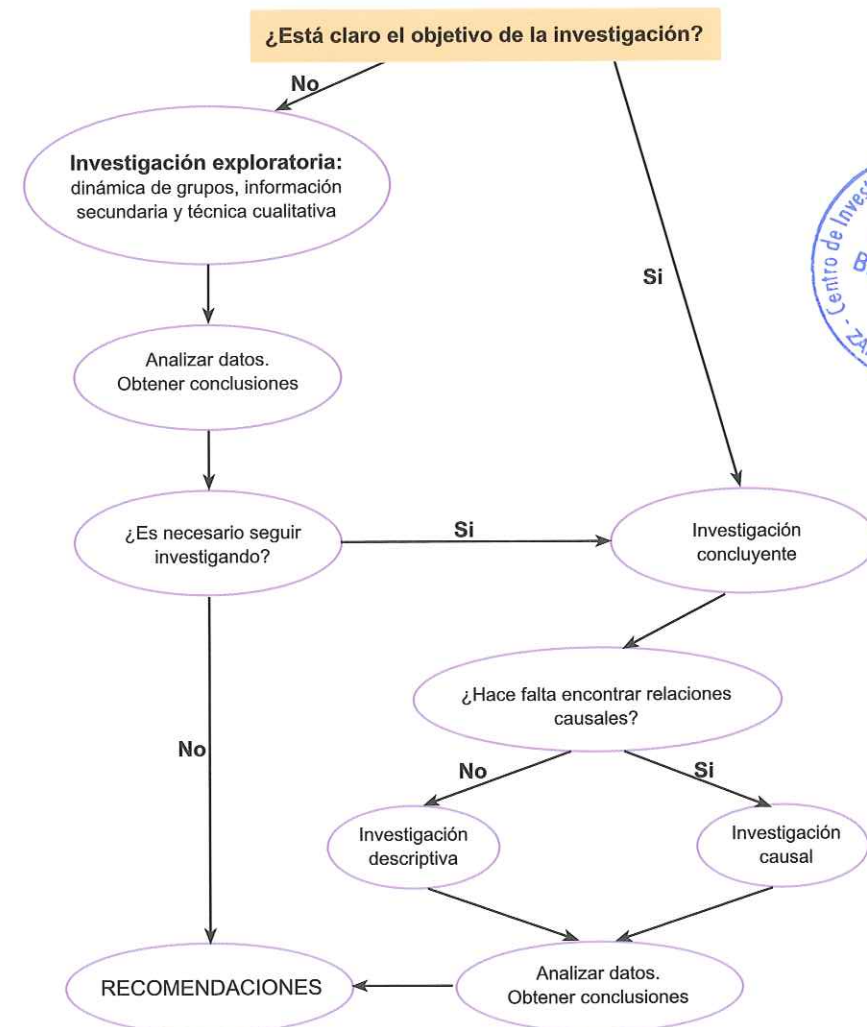 ¿Está claro el objetivo de la investigación?
No
Investigación exploratoria:
dinámica de grupos, información
secundaria y técnica cualitativa
Si
- Centro de
Analizar datos.
Obtener conclusiones
¿Es necesario seguir
investigando?
Si
Investigación
concluyente
¿Hace falta encontrar relaciones
causales?
No
No
Si
Investigación
descriptiva
Investigación
causal
RECOMENDACIONES
Analizar datos.
Obtener conclusiones